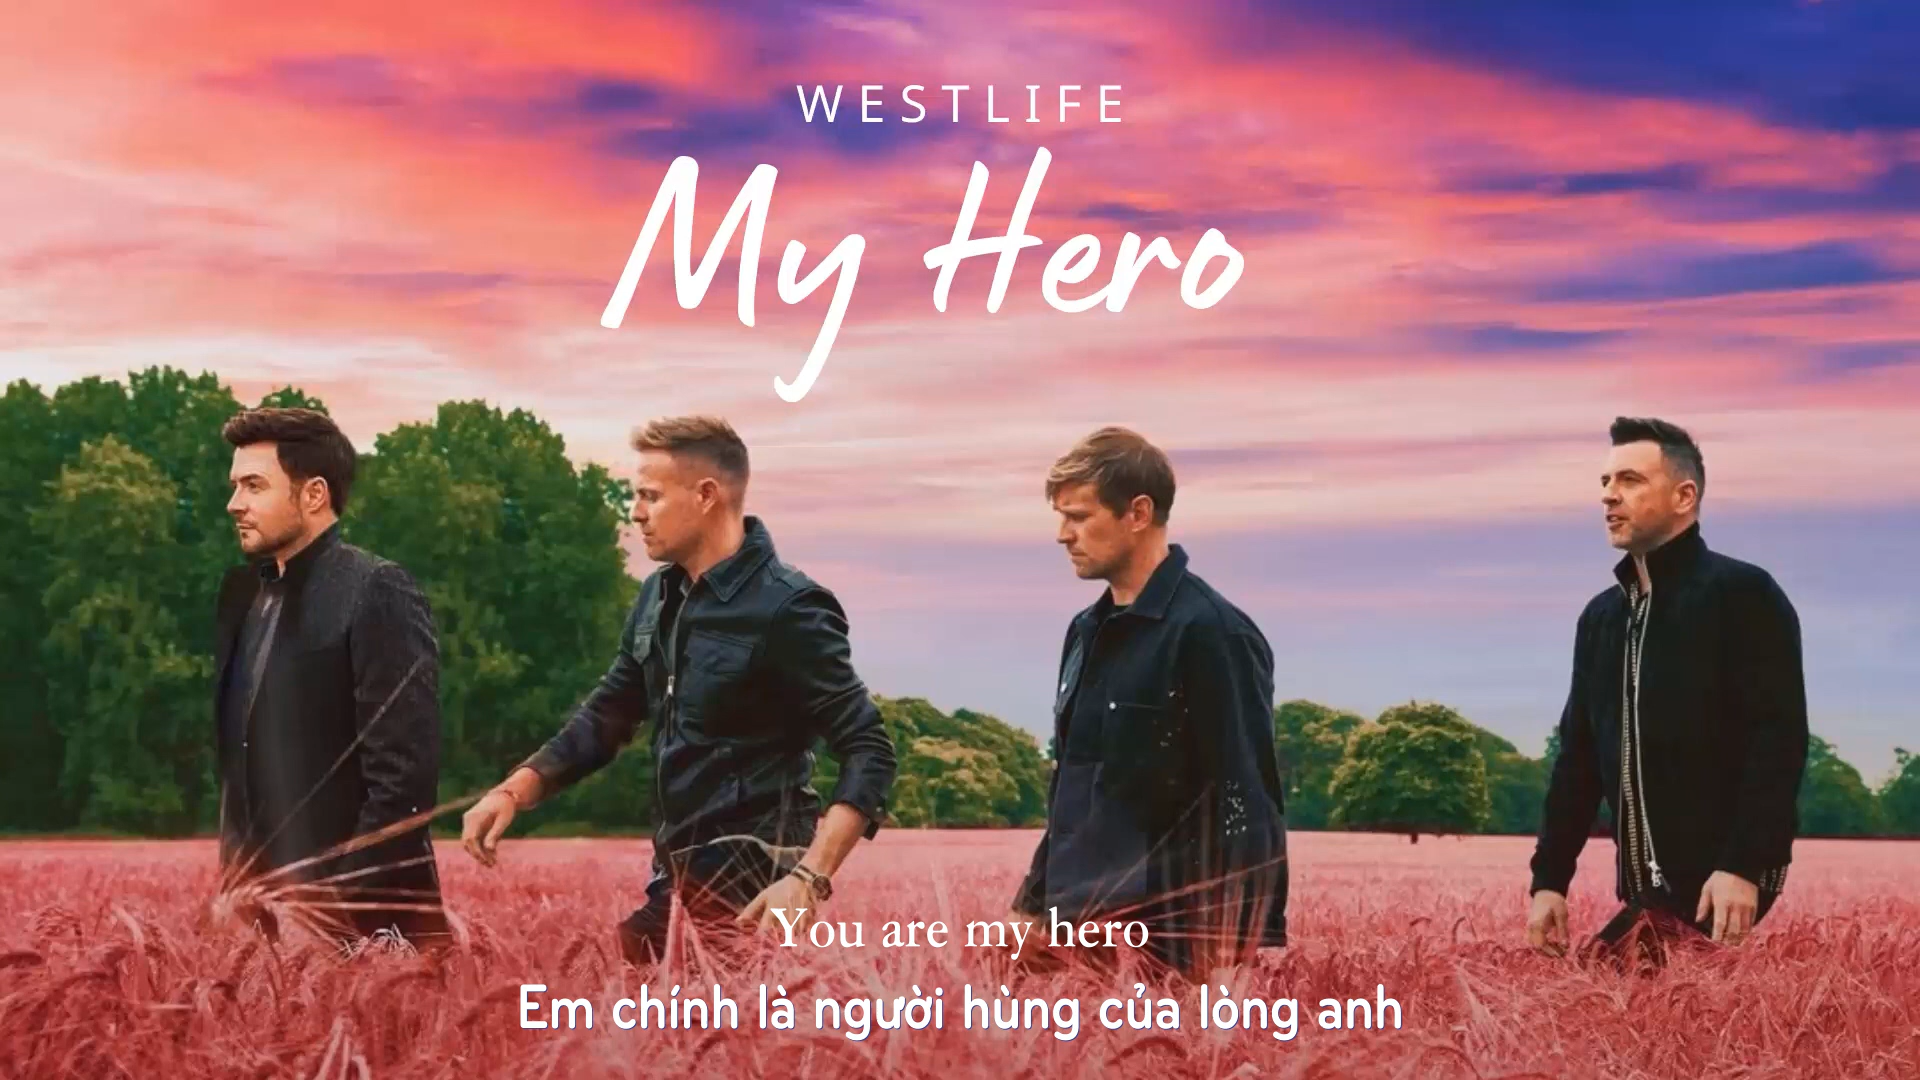 WESTLIFE
My Hero
You are my hero
Em chính là người hùng của lòng anh